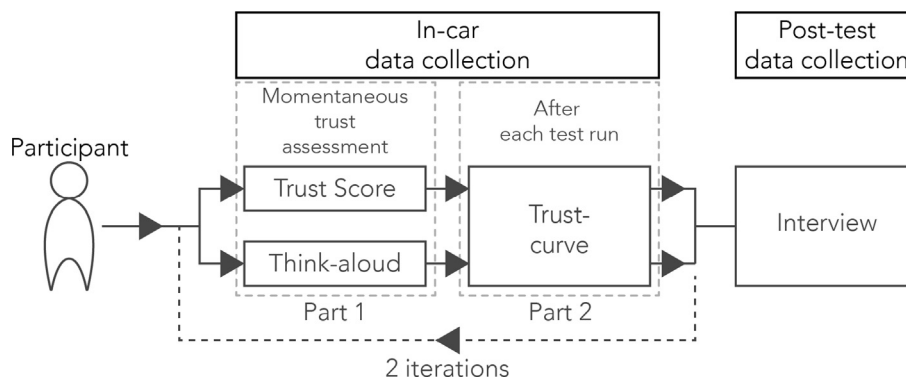 In-car
data collection
Post-test
data collection
Momentaneous
trust
assessment
After
each test run
Participant
Trust Score
Think-aloud
Trust-
curve
Interview
Part 1
Part 2
2 iterations